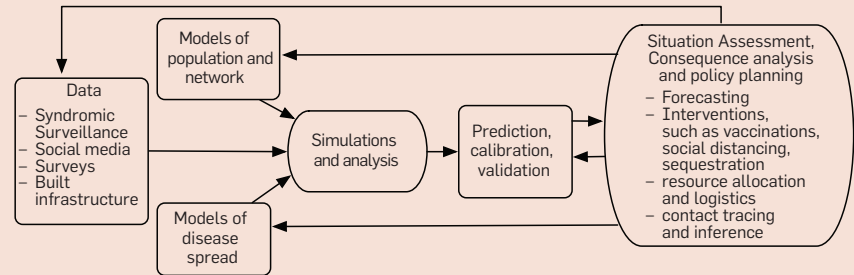 Data
– Syndromic
Surveillance
– Social media
– Surveys
– Built
infrastructure
Models of
population and
network
Models of
disease
spread
Simulations
and analysis
Prediction,
calibration,
validation
Situation Assessment,
Consequence analysis
and policy planning
– Forecasting
– Interventions,
such as vaccinations,
social distancing,
sequestration
– resource allocation
and logistics
– contact tracing
and inference